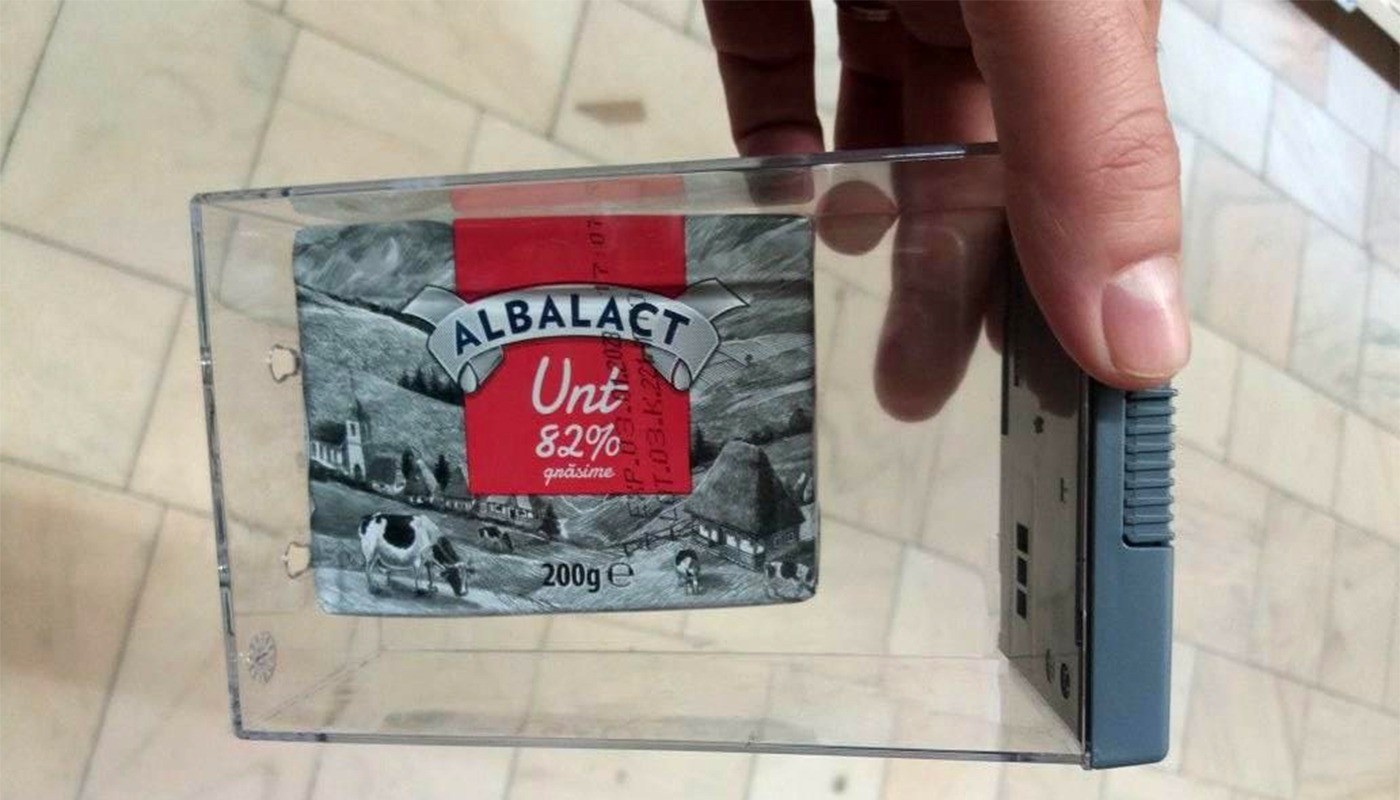 ALBALACT
Unt
82%
grăsime
200g ℮